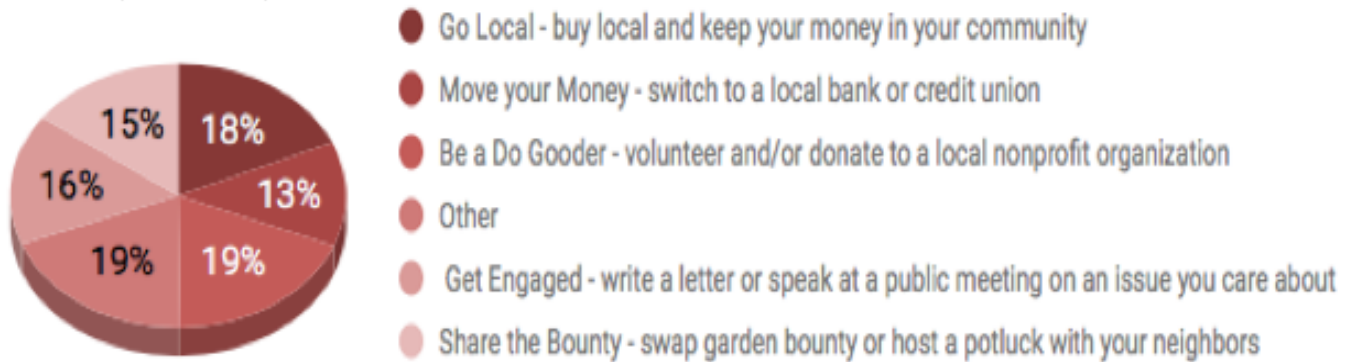 Go Local - buy local and keep your money in your community
Move your Money - switch to a local bank or credit union
Be a Do Gooder - volunteer and/or donate to a local nonprofit organization
Other
Get Engaged - write a letter or speak at a public meeting on an issue you care about
Share the Bounty - swap garden bounty or host a potluck with your neighbors
15% 18%
16% 13%
19% 19%